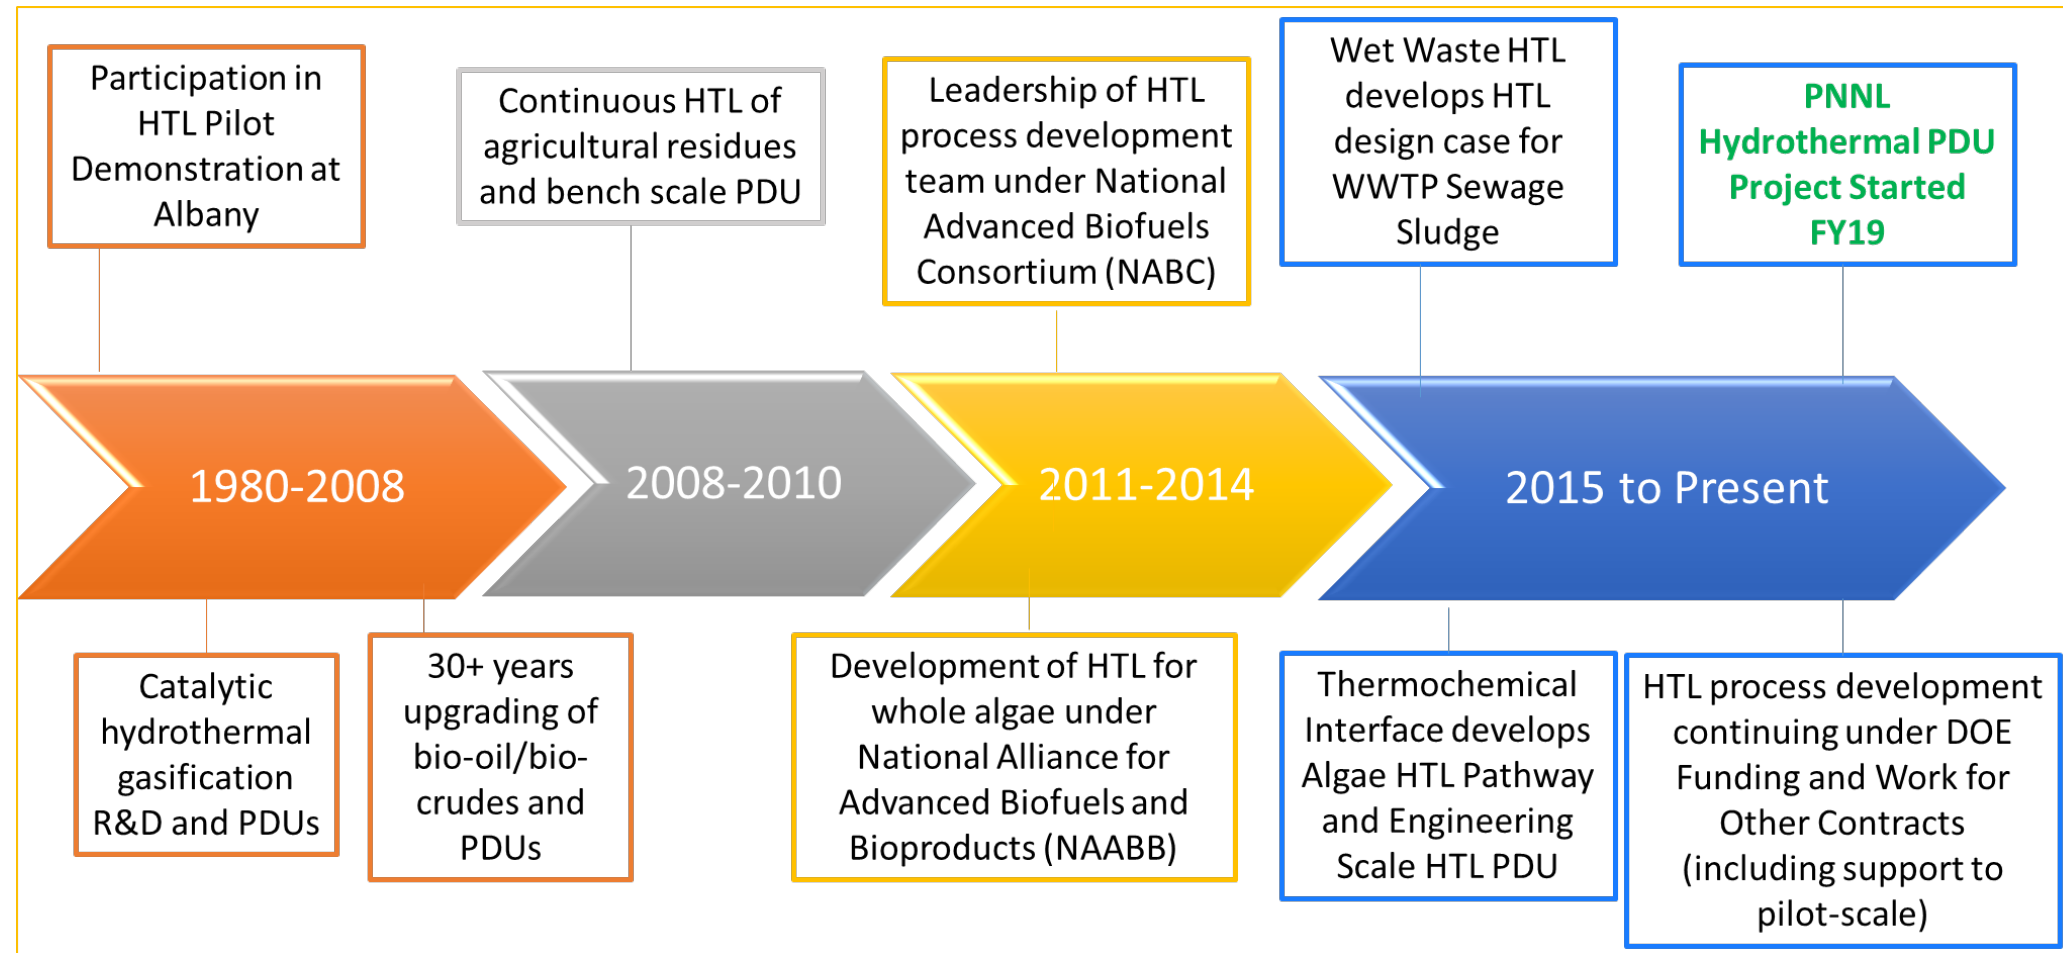 Participation in
HTL Pilot
Demonstration at
Albany
Continuous HTL of
agricultural residues
and bench scale PDU
Leadership of HTL
process development
team under National
Advanced Biofuels
Consortium (NABC)
Wet Waste HTL
develops HTL
design case for
WWTP Sewage
Sludge
PNNL
Hydrothermal PDU
Project Started
FY19
1980-2008
2008-2010
2011-2014
2015 to Present
Catalytic
hydrothermal
gasification
R&D and PDUs
30+ years
upgrading of
bio-oil/bio-
crudes and
PDUs
Development of HTL for
whole algae under
National Alliance for
Advanced Biofuels and
Bioproducts (NAABB)
Thermochemical
Interface develops
Algae HTL Pathway
and Engineering
Scale HTL PDU
HTL process development
continuing under DOE
Funding and Work for
Other Contracts
(including support to
pilot-scale)